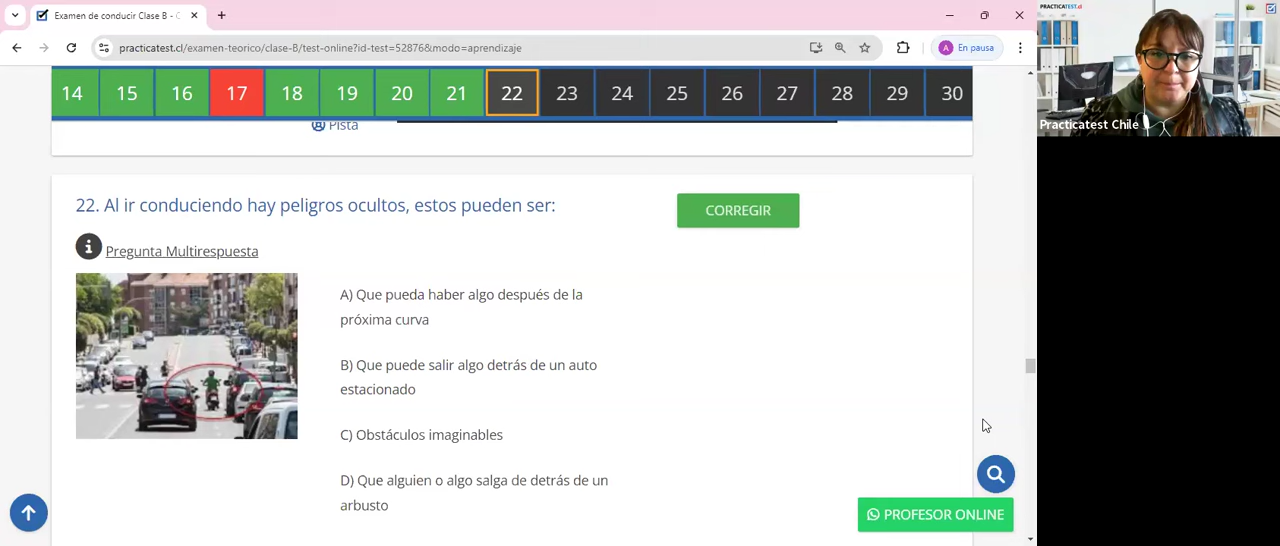 Examen de conducir Clase B - C
practicatest.cl/examen-teorico/clase-B/test-online?id-test=52876&modo=aprendizaje
A En pausa
14 15 16 17 18 19 20 21 22 23 24 25 26 27 28 29 30
Pista
22. Al ir conduciendo hay peligros ocultos, estos pueden ser:
CORREGIR
Pregunta Multirespuesta
A) Que pueda haber algo después de la
próxima curva
B) Que puede salir algo detrás de un auto
estacionado
C) Obstáculos imaginables
D) Que alguien o algo salga de detrás de un
arbusto
PROFESOR ONLINE
PRACTICATEST.cl
Practicatest Chile